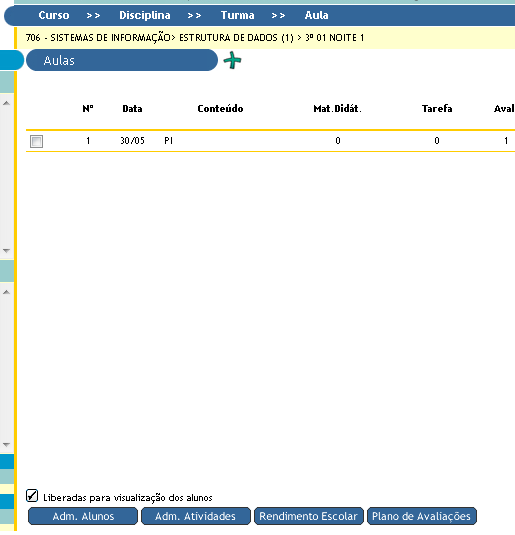 Curso >> Disciplina >> Turma >> Aula
706 - SISTEMAS DE INFORMAÇÃO> ESTRUTURA DE DADOS (1) > 3º 01 NOITE 1
Aulas
Nº Data Conteúdo Mat.Didát. Tarefa Aval
1 30/05 P1 0 0 1
Liberadas para visualização dos alunos
Adm. Alunos Adm. Atividades Rendimento Escolar Plano de Avaliações